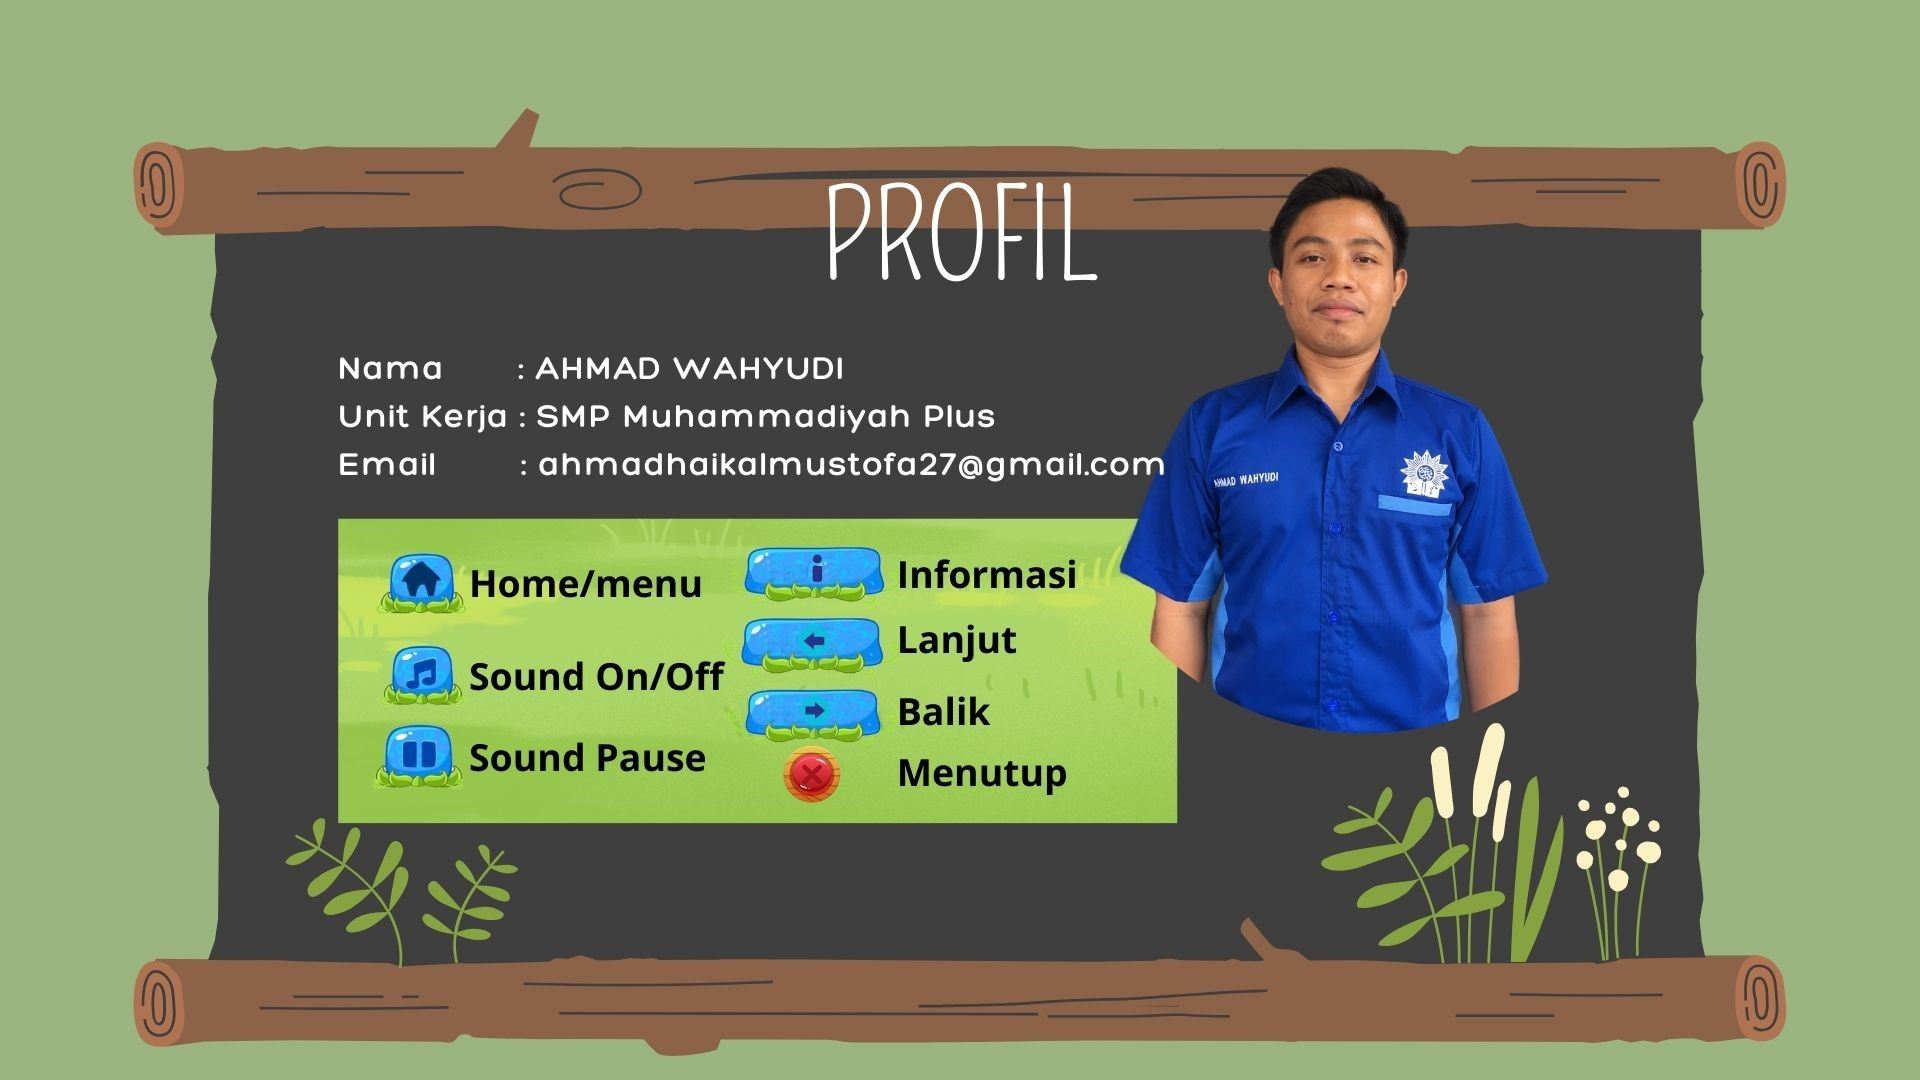 PROFIL
Nama : AHMAD WAHYUDI
Unit Kerja : SMP Muhammadiyah Plus
Email : ahmadhaikalmustofa27@gmail.com
AHMAD WAHYUDI
Home/menu
Sound On/Off
Sound Pause
Informasi
Lanjut
Balik
Menutup